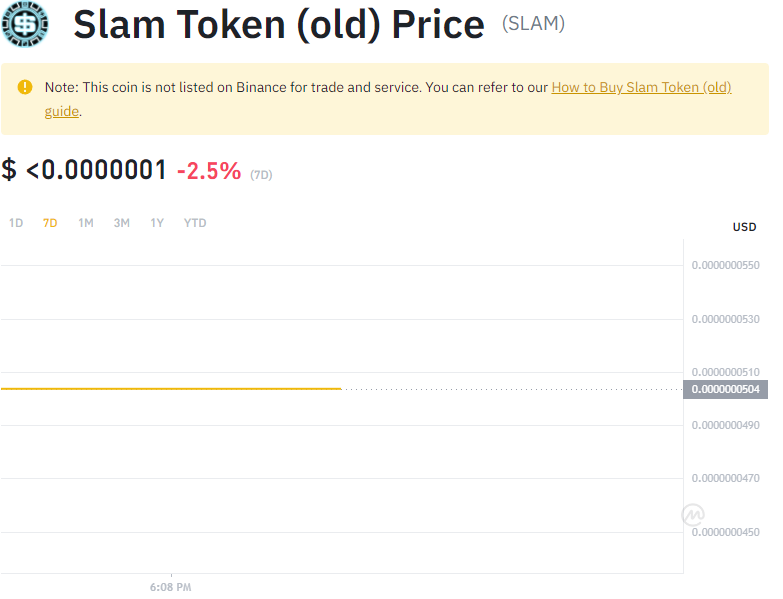 Slam Token (old) Price (SLAM)
Note: This coin is not listed on Binance for trade and service. You can refer to our How to Buy Slam Token (old)
guide.
$ <0.0000001 -2.5% (7D)
1D 7D 1M 3M 1Y YTD
USD
0.0000000550
0.0000000530
0.0000000510
0.0000000504
0.0000000490
0.0000000470
0.0000000450
6:08 PM